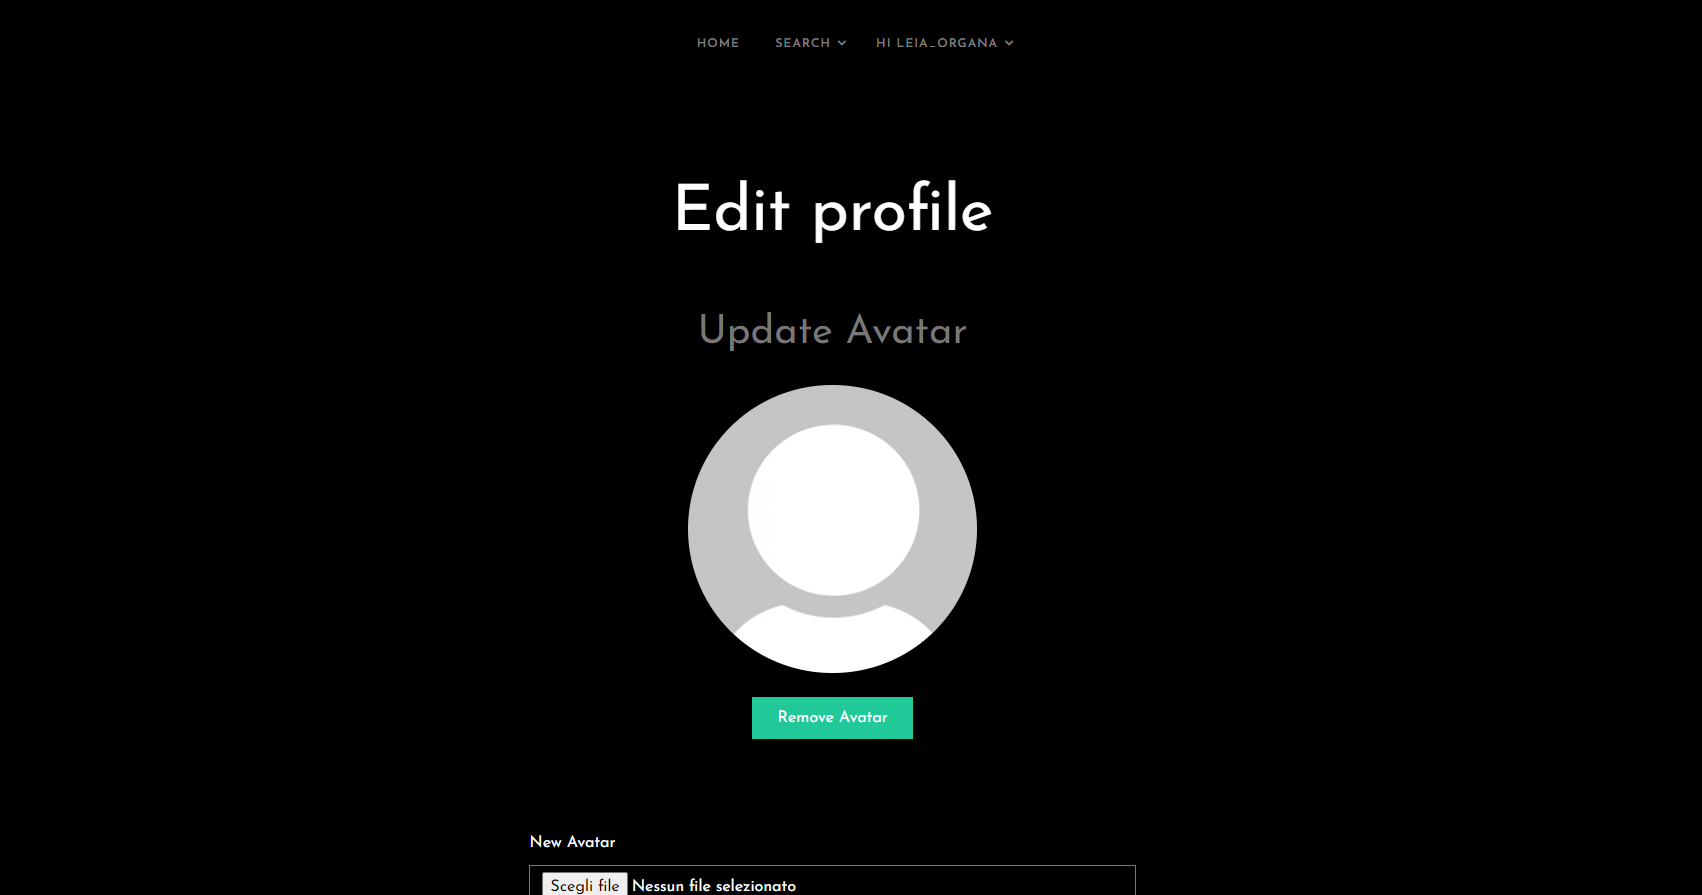 HOME SEARCH HI LEIA_ORGANA
Edit profile
Update Avatar
Remove Avatar
New Avatar
Scegli file Nessun file selezionato